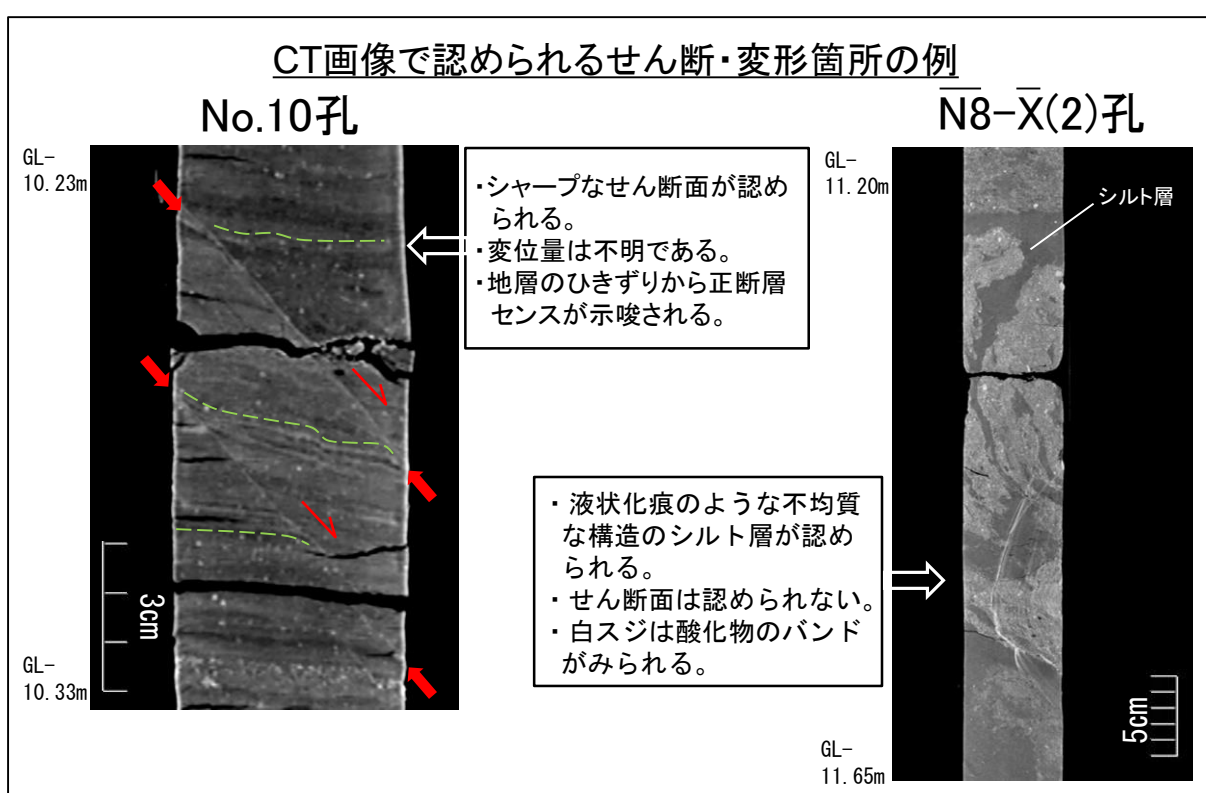 CT画像で認められるせん断・変形箇所の例
No.10孔
GL-
10.23m
・シャープなせん断面が認め
られる。
・変位量は不明である。
・地層のひきずりから正断層
センスが示唆される。
3cm
GL-
10.33m
N̅8̅-X̅(2)孔
GL-
11.20m
シルト層
・液状化痕のような不均質
な構造のシルト層が認め
られる。
・せん断面は認められない。
・白スジは酸化物のバンド
がみられる。
5cm
GL-
11.65m